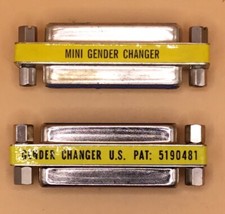 MINI GENDER CHANGER
GENDER CHANGER U.S. PAT: 5190481